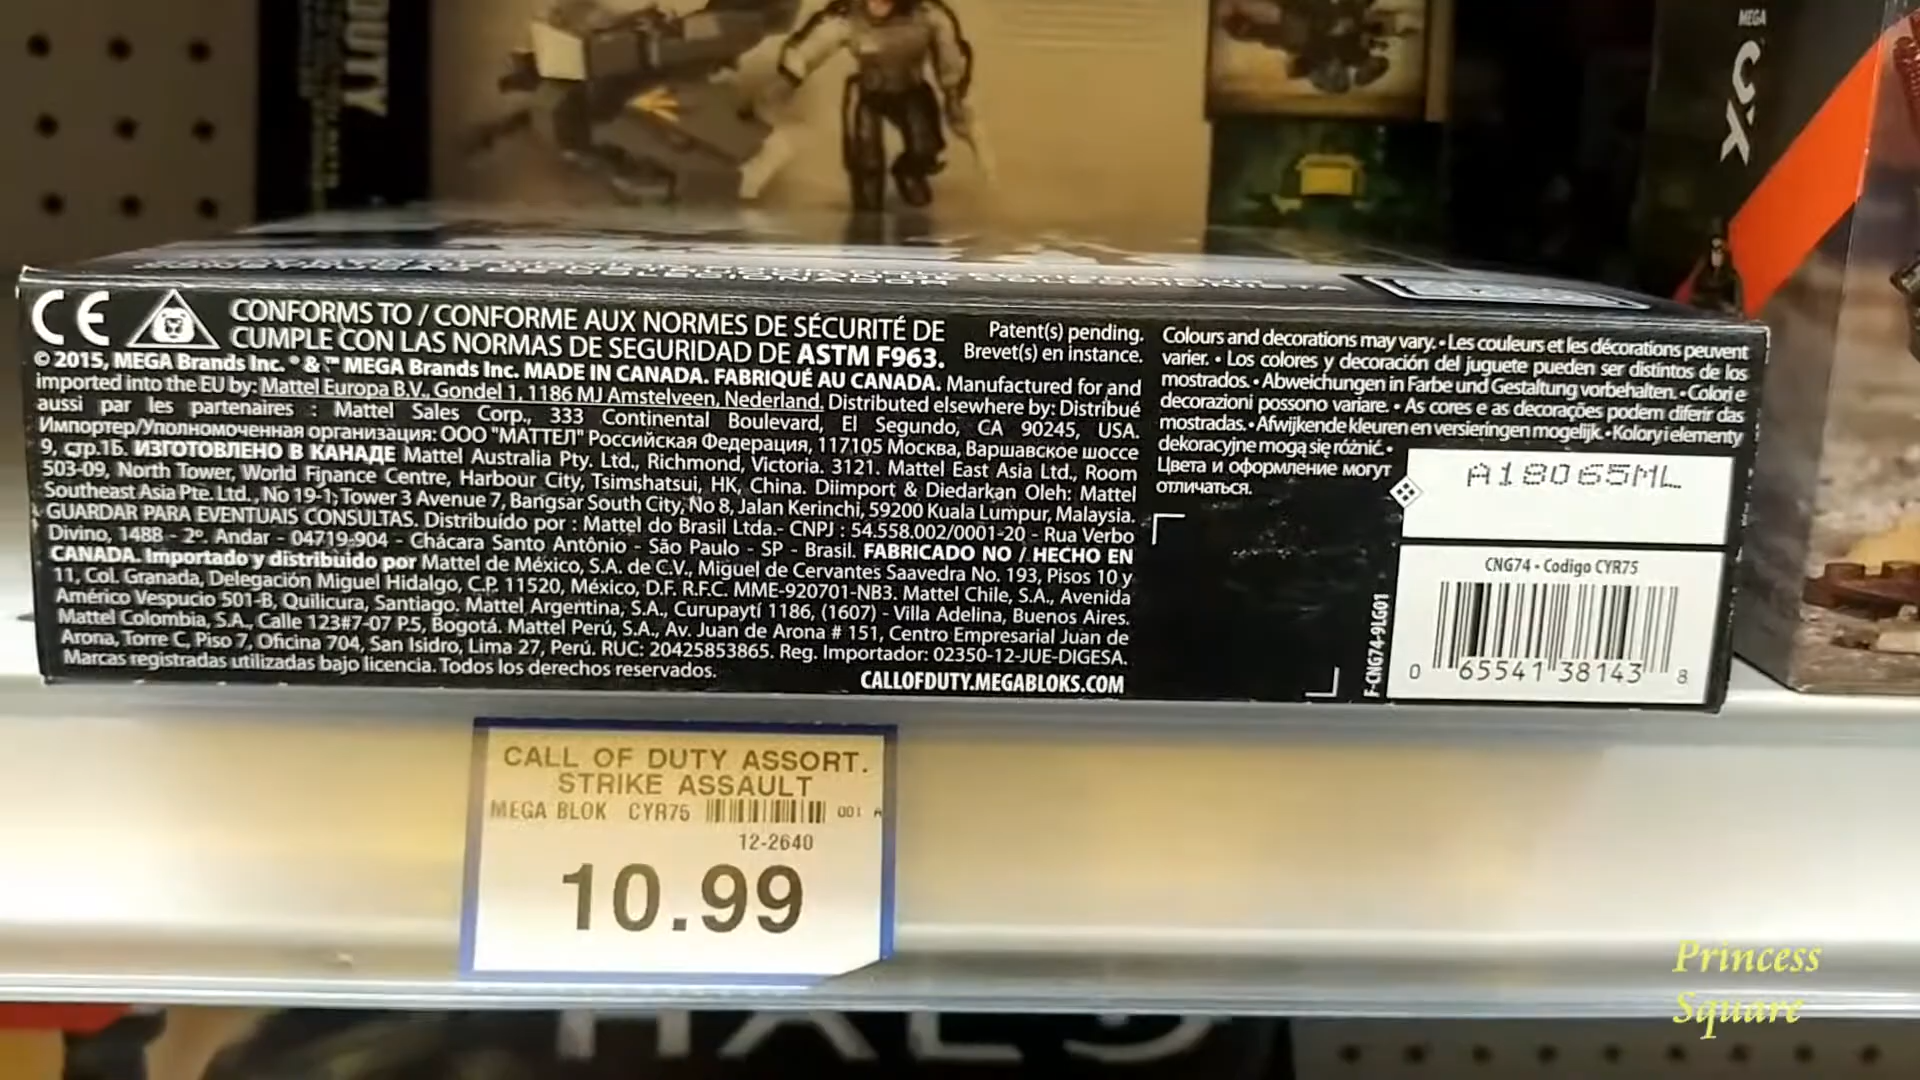 DUTY
MEGA
CONFORMS TO / CONFORME AUX NORMES DE SÉCURITÉ DE
CUMPLE CON LAS NORMAS DE SEGURIDAD DE ASTM F963.
Patent(s) pending.
Brevet(s) en instance.
© 2015, MEGA Brands Inc. ® & ™ MEGA Brands Inc. MADE IN CANADA. FABRIQUÉ AU CANADA. Manufactured for and
imported into the EU by: Mattel Europa B.V., Gondel 1, 1186 MJ Amstelveen, Nederland. Distributed elsewhere by: Distribué
aussi par les partenaires : Mattel Sales Corp., 333 Continental Boulevard, El Segundo, CA 90245, USA.
Импортер/Уполномоченная организация: ООО "МАТТЕЛ" Российская Федерация, 117105 Москва, Варшавское шоссе
9, стр.1Б. ИЗГОТОВЛЕНО В КАНАДЕ Mattel Australia Pty. Ltd., Richmond, Victoria. 3121. Mattel East Asia Ltd., Room
503-09, North Tower, World Finance Centre, Harbour City, Tsimshatsui, HK, China. Diimport & Diedarkan Oleh: Mattel
Southeast Asia Pte. Ltd., No 19-1, Tower 3 Avenue 7, Bangsar South City, No 8, Jalan Kerinchi, 59200 Kuala Lumpur, Malaysia.
GUARDAR PARA EVENTUAIS CONSULTAS. Distribuído por : Mattel do Brasil Ltda.- CNPJ : 54.558.002/0001-20 - Rua Verbo
Divino, 1488 - 2º. Andar - 04719-904 - Chácara Santo Antônio - São Paulo - SP - Brasil. FABRICADO NO / HECHO EN
CANADA. Importado y distribuido por Mattel de México, S.A. de C.V., Miguel de Cervantes Saavedra No. 193, Pisos 10 y
11, Col. Granada, Delegación Miguel Hidalgo, C.P. 11520, México, D.F. R.F.C. MME-920701-NB3. Mattel Chile, S.A., Avenida
Américo Vespucio 501-B, Quilicura, Santiago. Mattel Argentina, S.A., Curupaytí 1186, (1607) - Villa Adelina, Buenos Aires.
Mattel Colombia, S.A., Calle 123#7-07 P.5, Bogotá. Mattel Perú, S.A., Av. Juan de Arona # 151, Centro Empresarial Juan de
Arona, Torre C, Piso 7, Oficina 704, San Isidro, Lima 27, Perú. RUC: 20425853865. Reg. Importador: 02350-12-JUE-DIGESA.
Marcas registradas utilizadas bajo licencia. Todos los derechos reservados.
CALLOFDUTY.MEGABLOKS.COM
Colours and decorations may vary. • Les couleurs et les décorations peuvent
varier. • Los colores y decoración del juguete pueden ser distintos de los
mostrados. • Abweichungen in Farbe und Gestaltung vorbehalten. • Colori e
decorazioni possono variare. • As cores e as decorações podem diferir das
mostradas. • Afwijkende kleuren en versieringen mogelijk. • Kolory i elementy
dekoracyjne mogą się różnić. •
Цвета и оформление могут
отличаться.
A18065ML
CNG74 - Codigo CYR75
F-CNG74-9LG01
0 65541 38143 8
CALL OF DUTY ASSORT.
STRIKE ASSAULT
MEGA BLOK CYR75 001 A
12-2640
10.99
HALO
Princess
Square